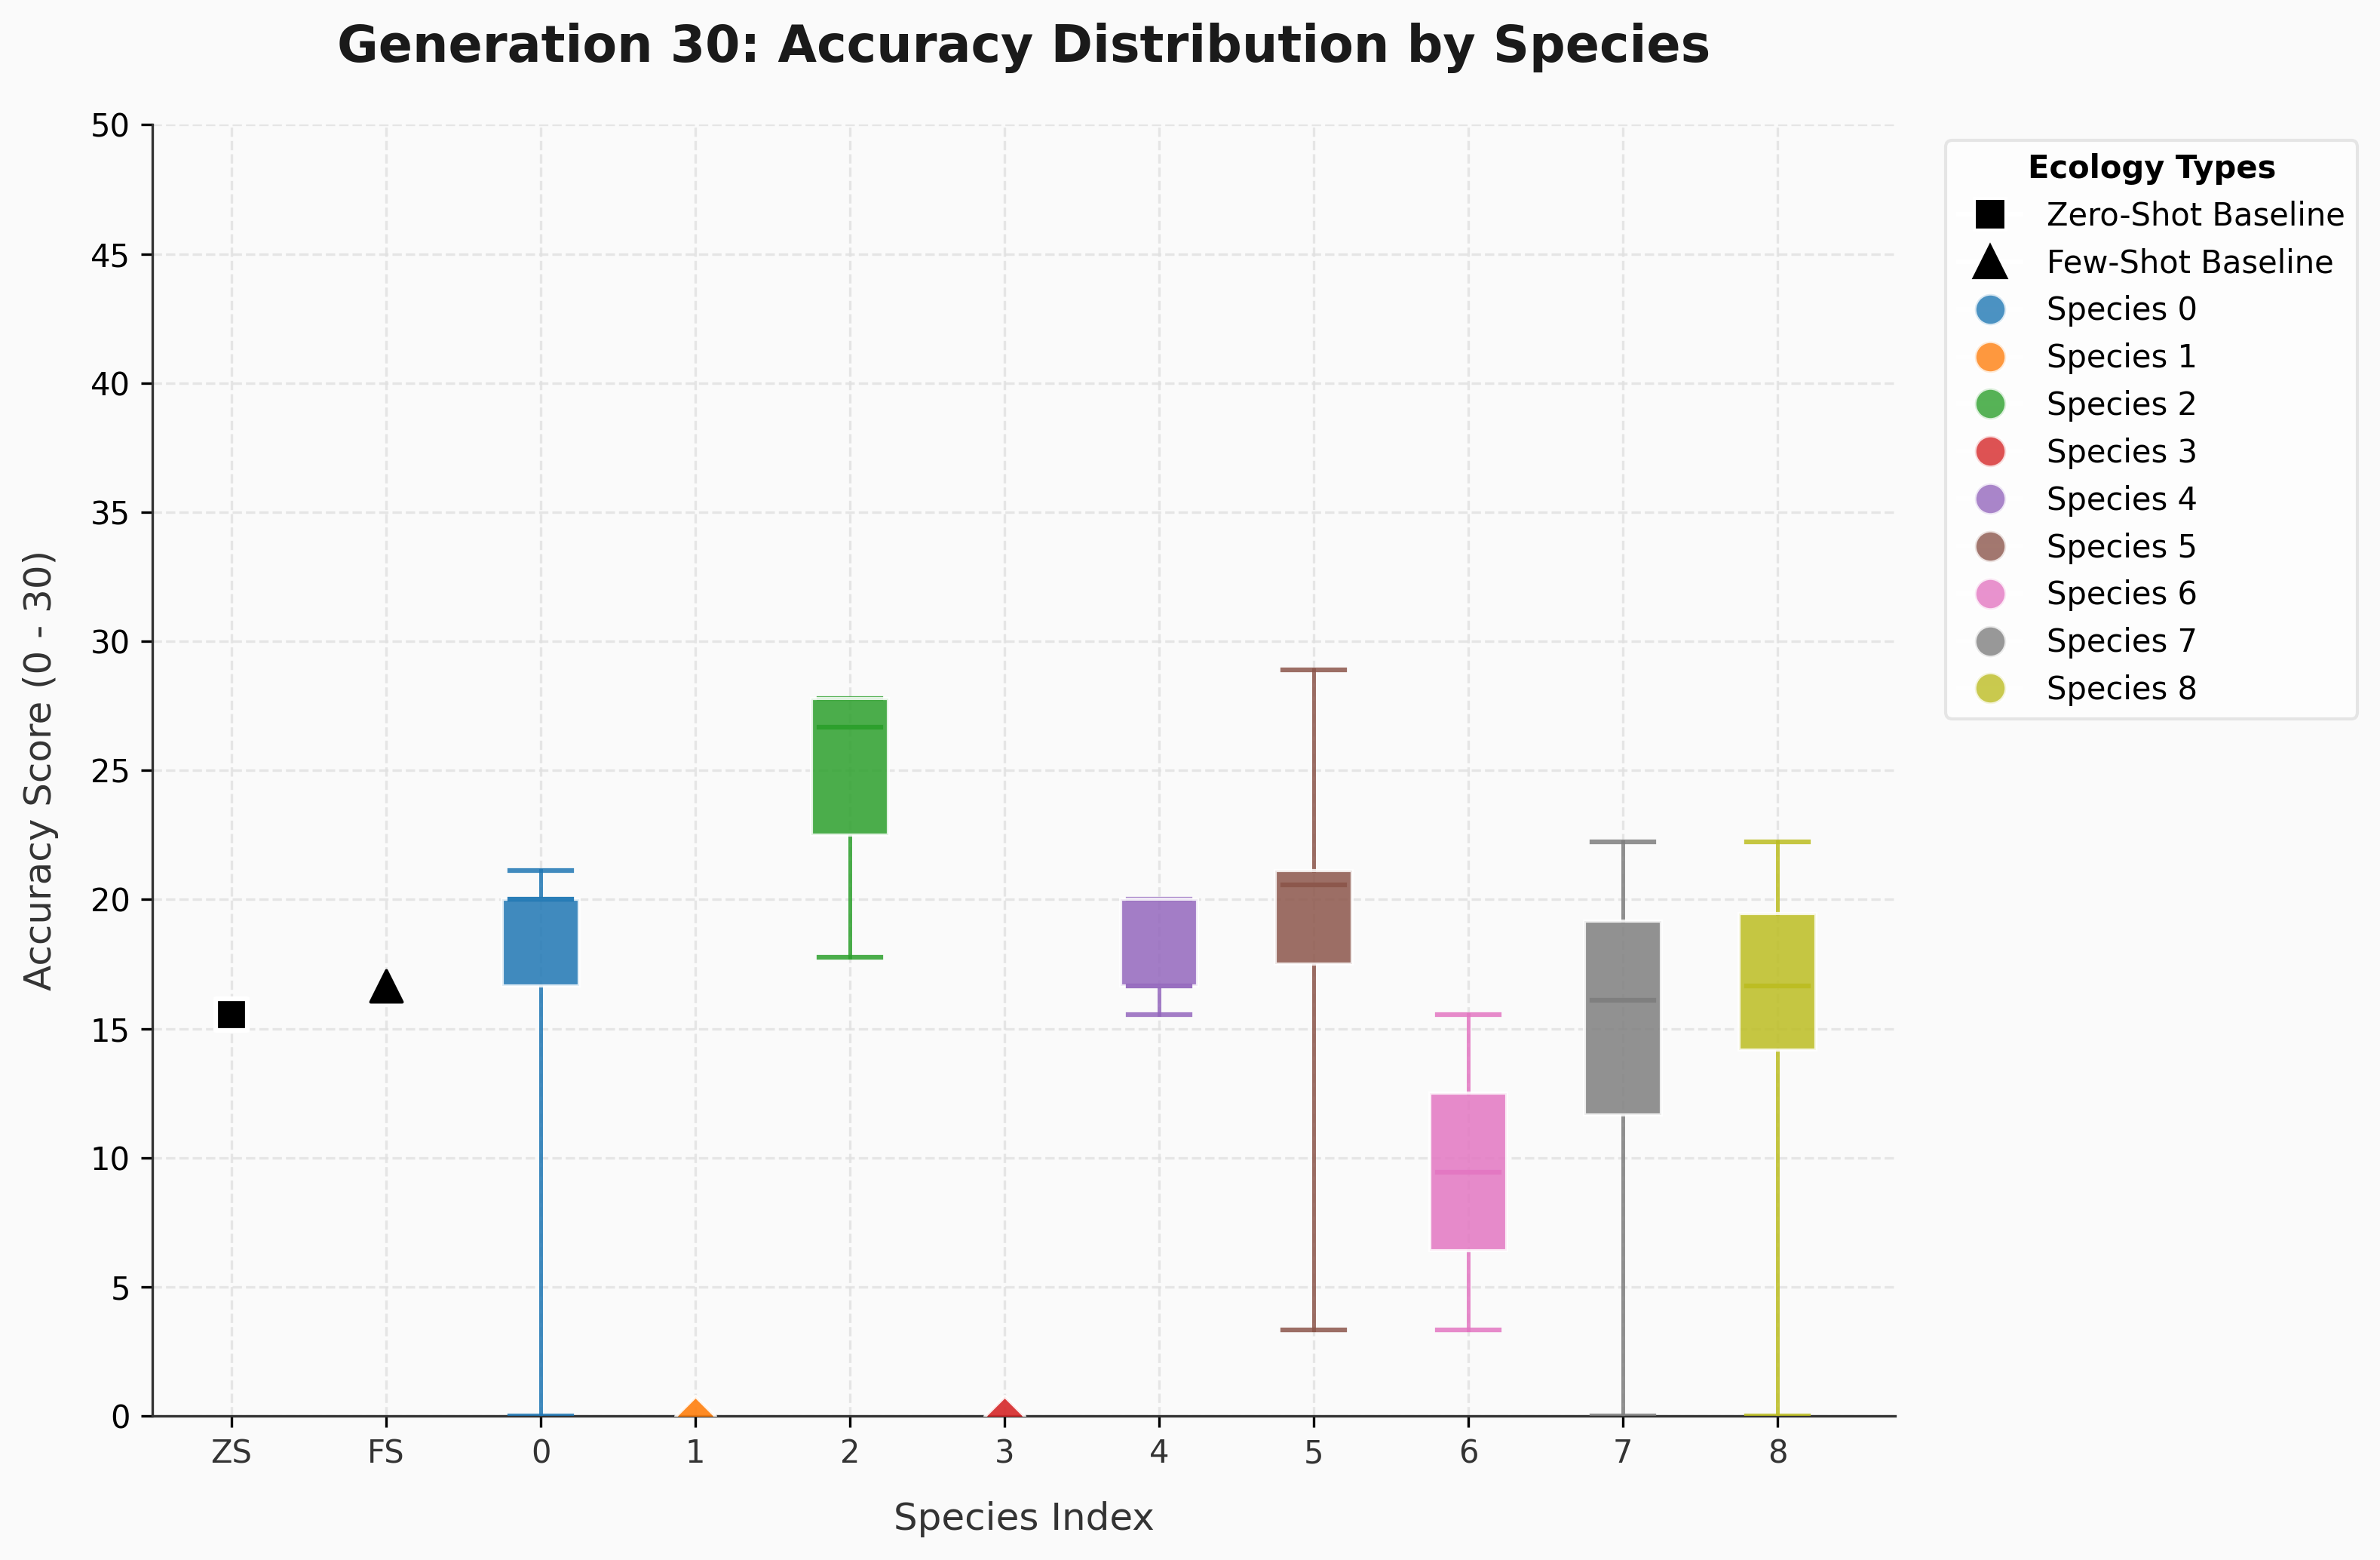 Generation 30: Accuracy Distribution by Species
50
45
40
35
30
25
20
15
10
5
0
Accuracy Score (0 - 30)
ZS FS 0 1 2 3 4 5 6 7 8
Species Index
Ecology Types
Zero-Shot Baseline
Few-Shot Baseline
Species 0
Species 1
Species 2
Species 3
Species 4
Species 5
Species 6
Species 7
Species 8